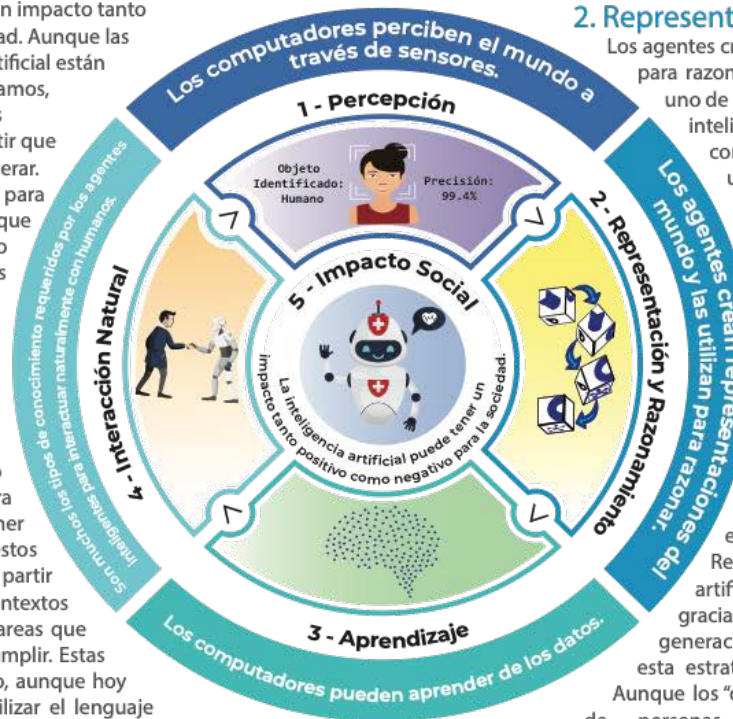 n impacto tanto
ad. Aunque las
tificial están
amos,
tir que
erar.
para
que
o
s
ra
ner
estos
partir
ntextos
areas que
mplir. Estas
o, aunque hoy
ilizar el lenguaje
Los computadores perciben el mundo a
través de sensores.
1 - Percepción
Objeto
Identificado:
Humano
Precisión:
99.4%
2 - Representación y Razonamiento
Los agentes crean representaciones del
mundo y las utilizan para razonar.
3 - Aprendizaje
Los computadores pueden aprender de los datos.
4 - Interacción Natural
Son muchos los tipos de conocimiento requeridos por los agentes
inteligentes para interactuar naturalmente con humanos.
5 - Impacto Social
La inteligencia artificial puede tener un
impacto tanto positivo como negativo para la sociedad.
2. Represent
Los agentes cr
para razon
uno de
inteli
con
u
e
Re
artifi
gracia
generac
esta estrat
Aunque los "c
de personas